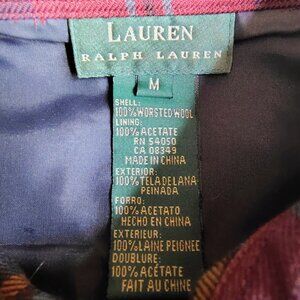 LAUREN
RALPH LAUREN
M
SHELL:
100%WORSTED WOOL
LINING:
100%ACETATE
RN 54050
CA 08349
MADE IN CHINA
EXTERIOR:
100%TELA DE LANA
PEINADA
FORRO:
100%ACETATO
HECHO EN CHINA
EXTERIEUR:
100%LAINE PEIGNEE
DOUBLURE:
100%ACÉTATE
FAIT AU CHINE